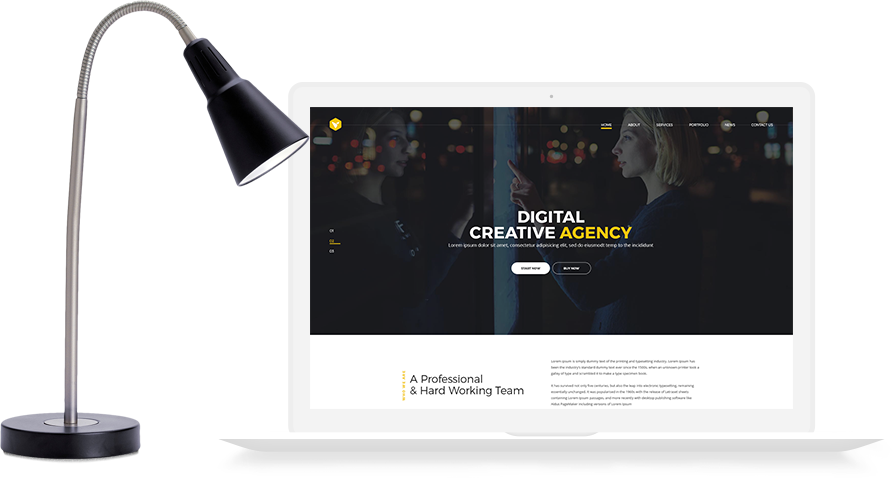 HOME ABOUT SERVICES PORTFOLIO NEWS CONTACT US
DIGITAL
CREATIVE AGENCY
Lorem ipsum dolor sit amet, consectetur adipisicing elit, sed do eiusmodt temp to the incididunt
START NOW BUY NOW
WHO WE ARE
A Professional
& Hard Working Team
Lorem ipsum is simply dummy text of the printing and typesetting industry. Lorem ipsum has
been the industry's standard dummy text ever since the 1500s, when an unknown printer took a
galley of type and scrambled it to make a type specimen book.
It has survived not only five centuries, but also the leap into electronic typesetting, remaining
essentially unchanged. It was popularised in the 1960s with the release of Letraset sheets
containing Lorem Ipsum passages, and more recently with desktop publishing software like
Aldus PageMaker including versions of Lorem Ipsum